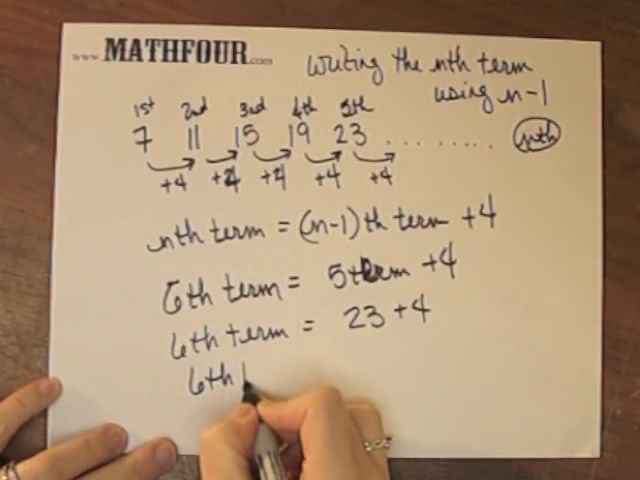 www.MATHFOUR.com
writing the nth term
using n-1
1st 2nd 3rd 4th 5th
7 11 15 19 23 ............ nth
+4 +4 +4 +4 +4
nth term = (n-1)th term +4
6th term = 5term +4
6th term = 23 +4
6th